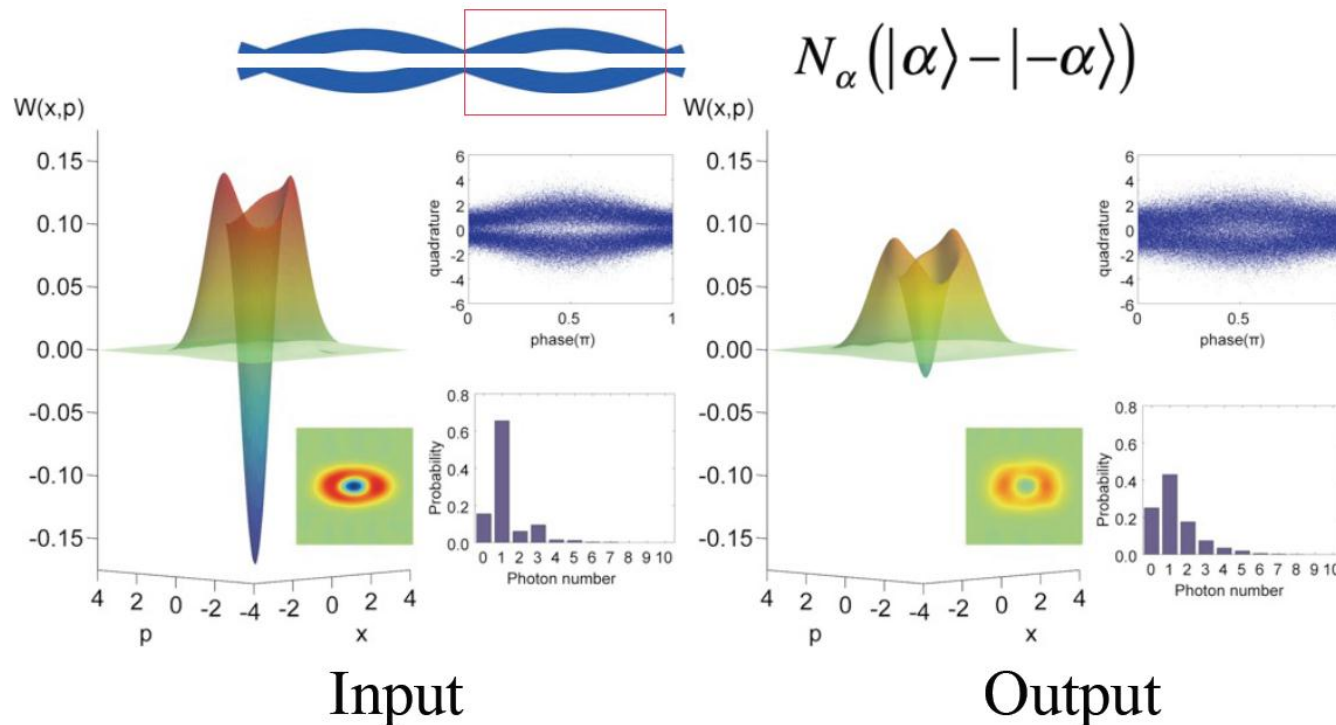 N_α(|α⟩−|−α⟩)
W(x,p)
0.15
0.10
0.05
0.00
-0.05
-0.10
-0.15
4 2 0 -2 -4 -2 0 2 4
p x
6
4
2
0
-2
-4
-6
quadrature
0 0.5 1
phase(π)
0.8
0.6
0.4
0.2
0.0
Probability
0 1 2 3 4 5 6 7 8 9 10
Photon number
Input
W(x,p)
0.15
0.10
0.05
0.00
-0.05
-0.10
-0.15
4 2 0 -2 -4 -2 0 2 4
p x
6
4
2
0
-2
-4
-6
quadrature
0 0.5
phase(π)
0.8
0.6
0.4
0.2
0.0
Probability
0 1 2 3 4 5 6 7 8 9 10
Photon number
Output